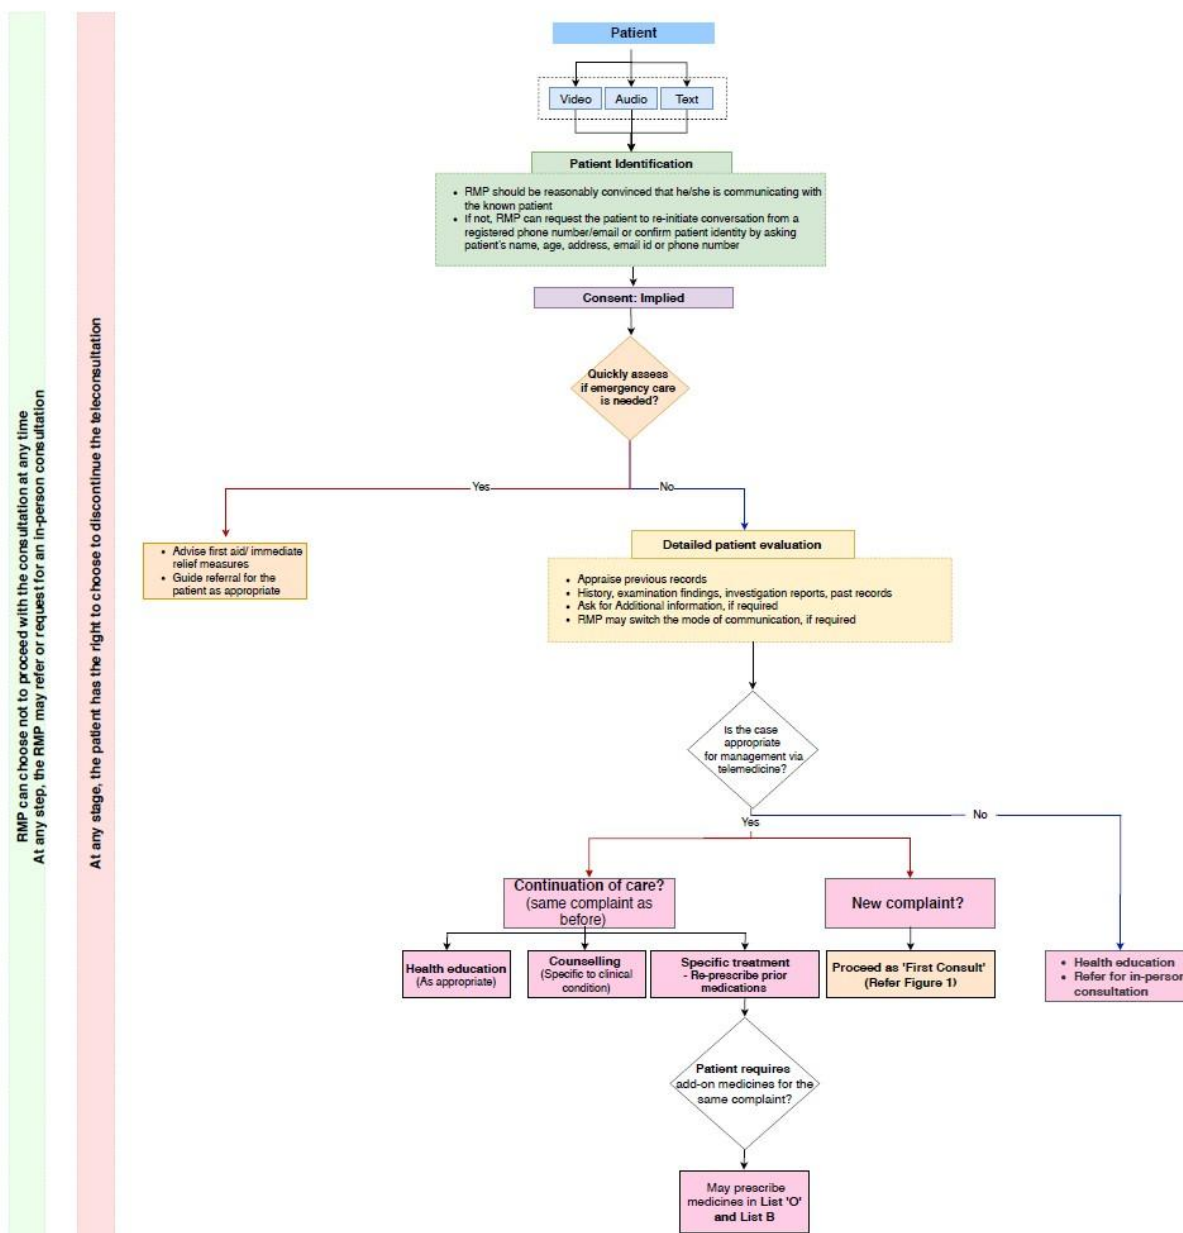 RMP can choose not to proceed with the consultation at any time
At any step, the RMP may refer or request for an in-person consultation
At any stage, the patient has the right to choose to discontinue the teleconsultation
Patient
Video
Audio
Text
Patient Identification
• RMP should be reasonably convinced that he/she is communicating with
the known patient
• If not, RMP can request the patient to re-initiate conversation from a
registered phone number/email or confirm patient identity by asking
patient's name, age, address, email id or phone number
Consent: Implied
Quickly assess
if emergency care
is needed?
Yes
No
• Advise first aid/ immediate
relief measures
• Guide referral for the
patient as appropriate
Detailed patient evaluation
• Appraise previous records
• History, examination findings, investigation reports, past records
• Ask for Additional information, if required
• RMP may switch the mode of communication, if required
Is the case
appropriate
for management via
telemedicine?
Yes
No
Continuation of care?
(same complaint as
before)
New complaint?
Health education
(As appropriate)
Counselling
(Specific to clinical
condition)
Specific treatment
- Re-prescribe prior
medications
Proceed as 'First Consult'
(Refer Figure 1)
• Health education
• Refer for in-person
consultation
Patient requires
add-on medicines for the
same complaint?
May prescribe
medicines in List 'O'
and List B